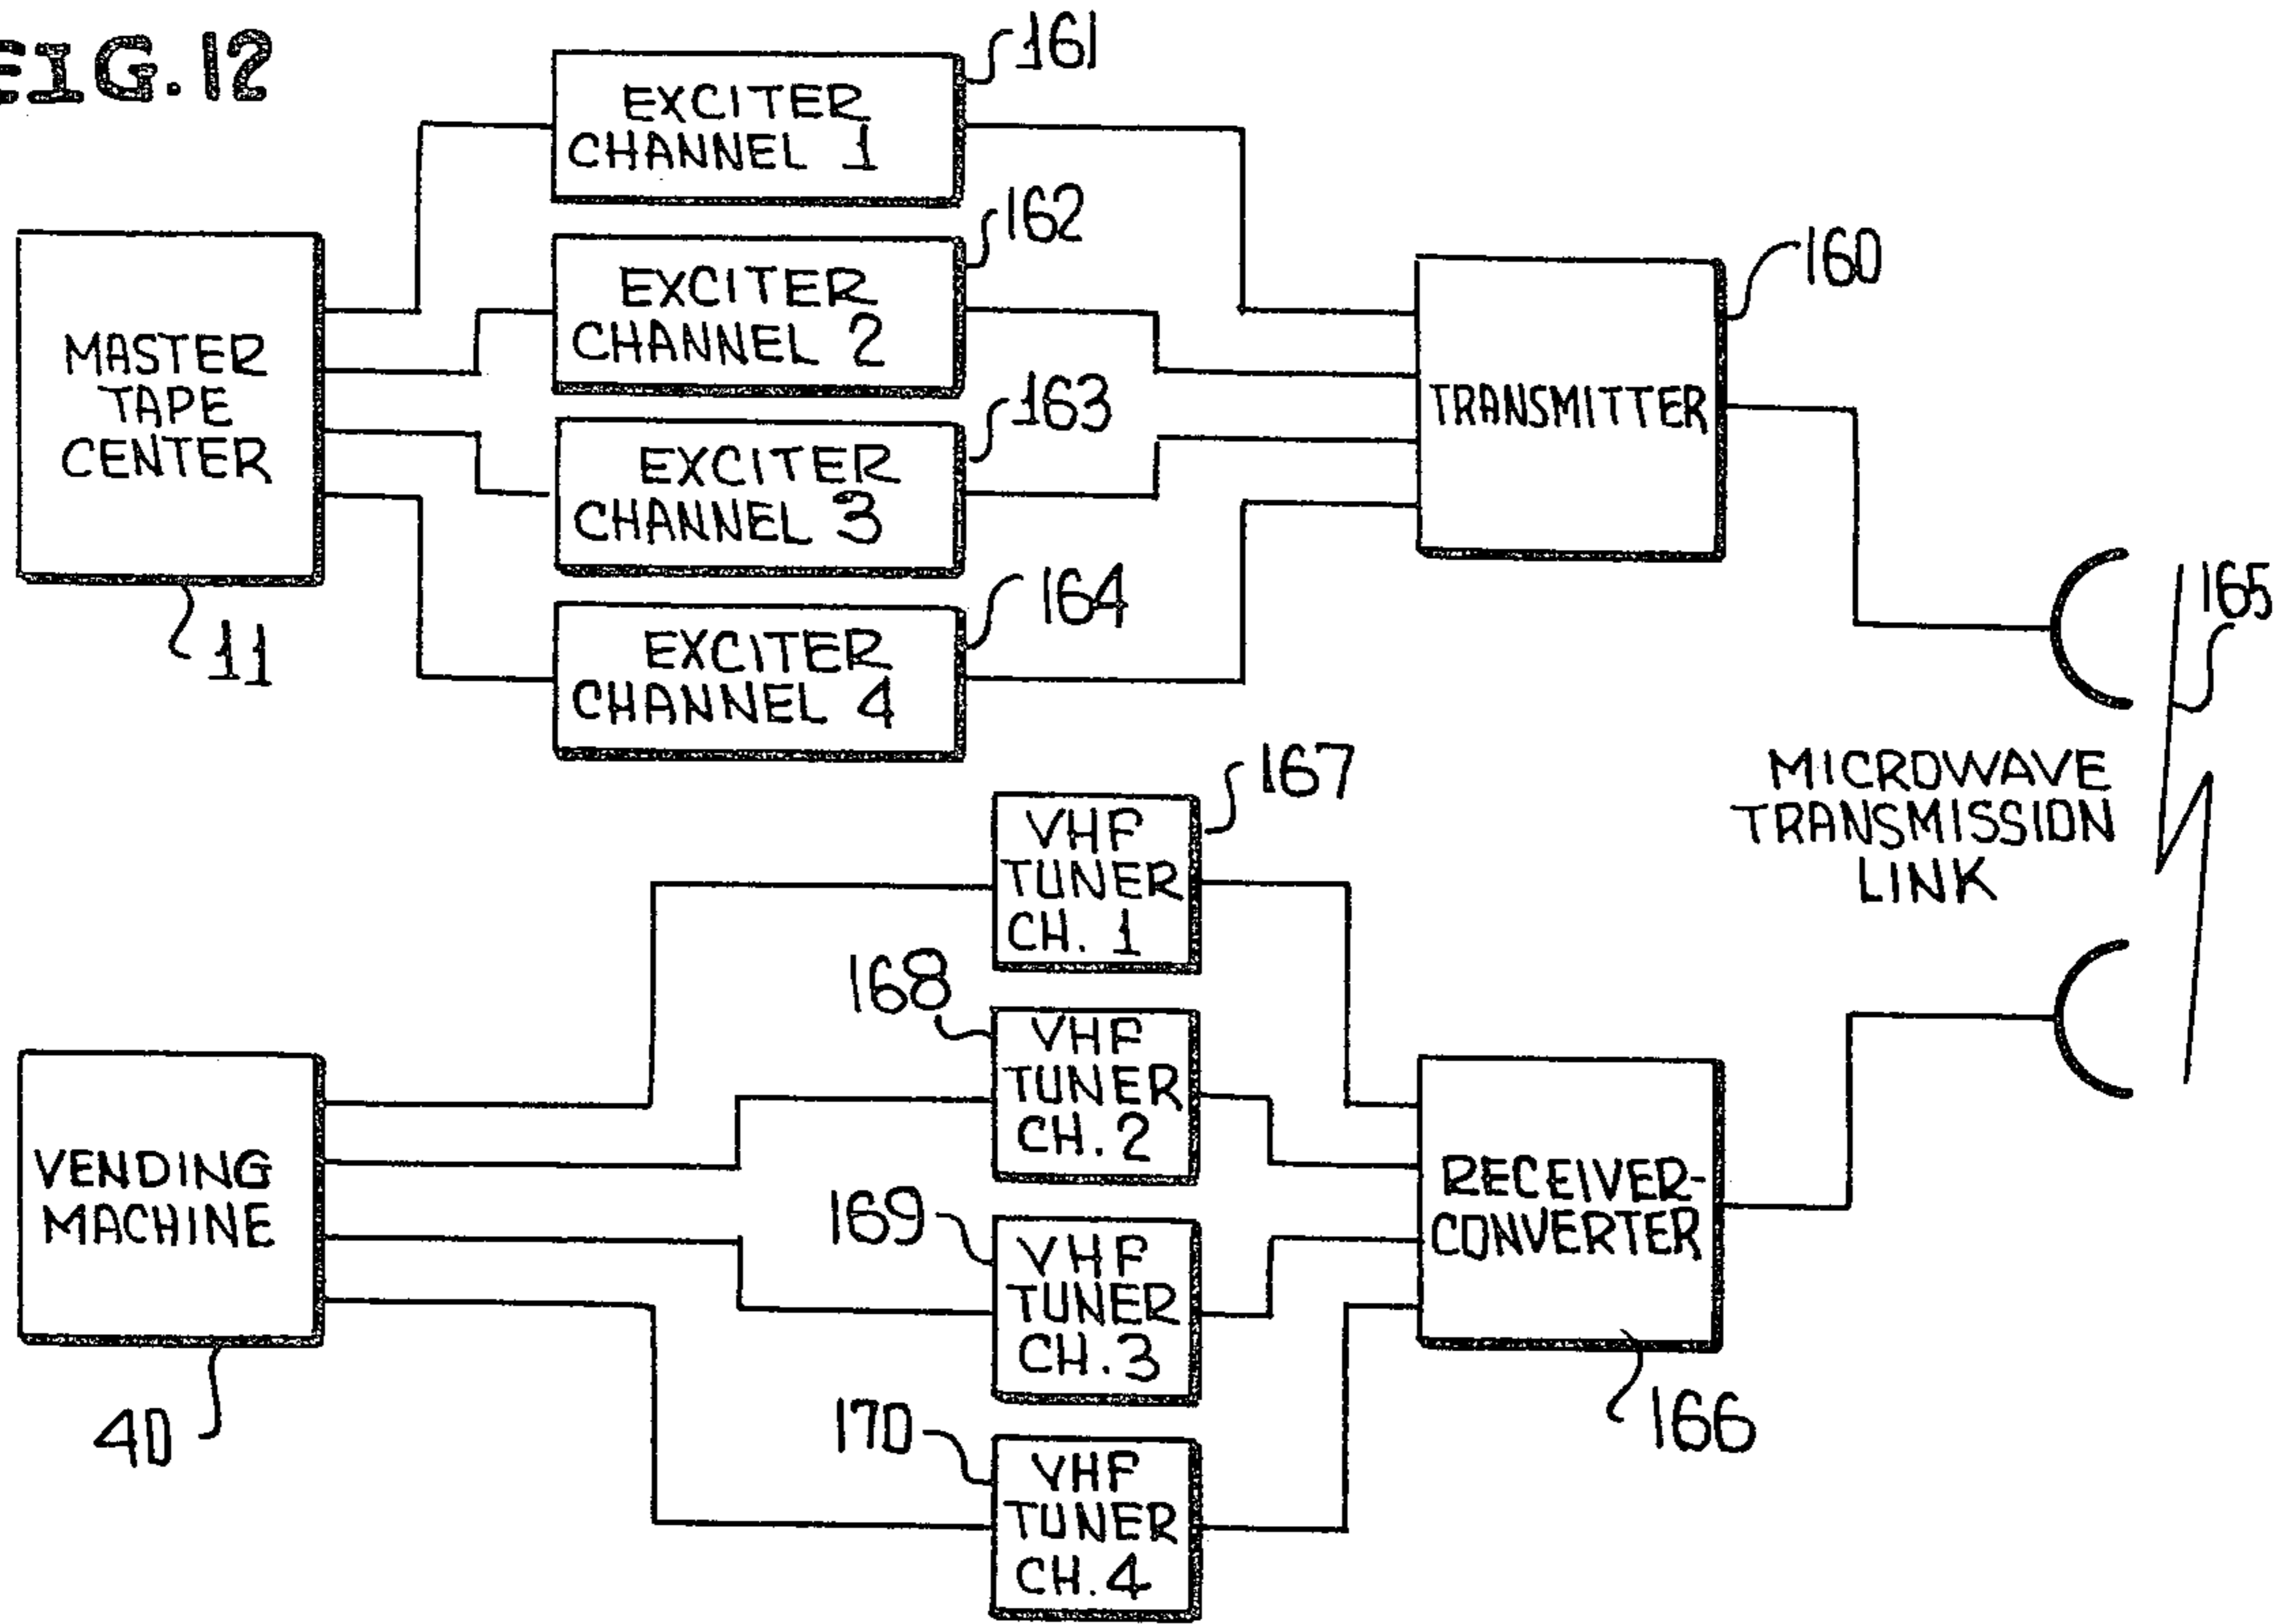 FIG. 12
EXCITER
CHANNEL 1
161
EXCITER
CHANNEL 2
162
EXCITER
CHANNEL 3
163
EXCITER
CHANNEL 4
164
MASTER
TAPE
CENTER
11
TRANSMITTER
160
165
MICROWAVE
TRANSMISSION
LINK
VHF
TUNER
CH. 1
167
VHF
TUNER
CH. 2
168
VHF
TUNER
CH. 3
169
VHF
TUNER
CH. 4
170
VENDING
MACHINE
40
RECEIVER-
CONVERTER
166